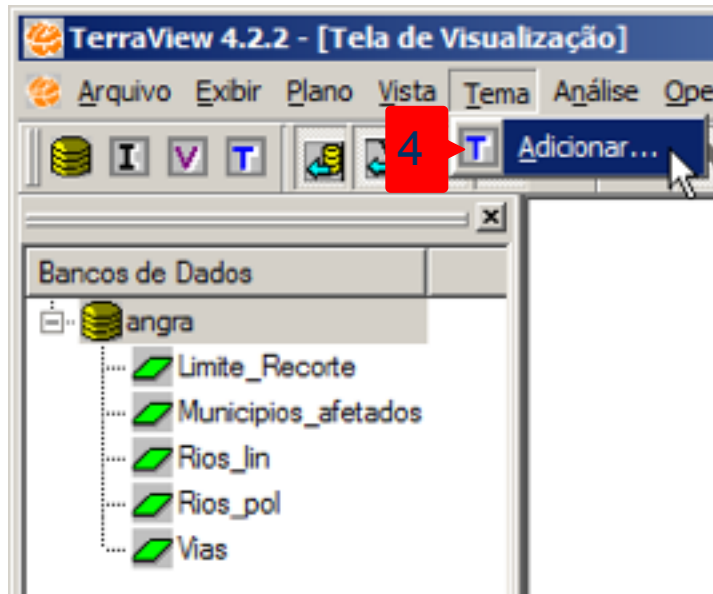 TerraView 4.2.2 - [Tela de Visualização]
Arquivo Exibir Plano Vista Tema Análise Ope
I V T 4 T Adicionar...
Bancos de Dados
angra
Limite_Recorte
Municipios_afetados
Rios_lin
Rios_pol
Vias